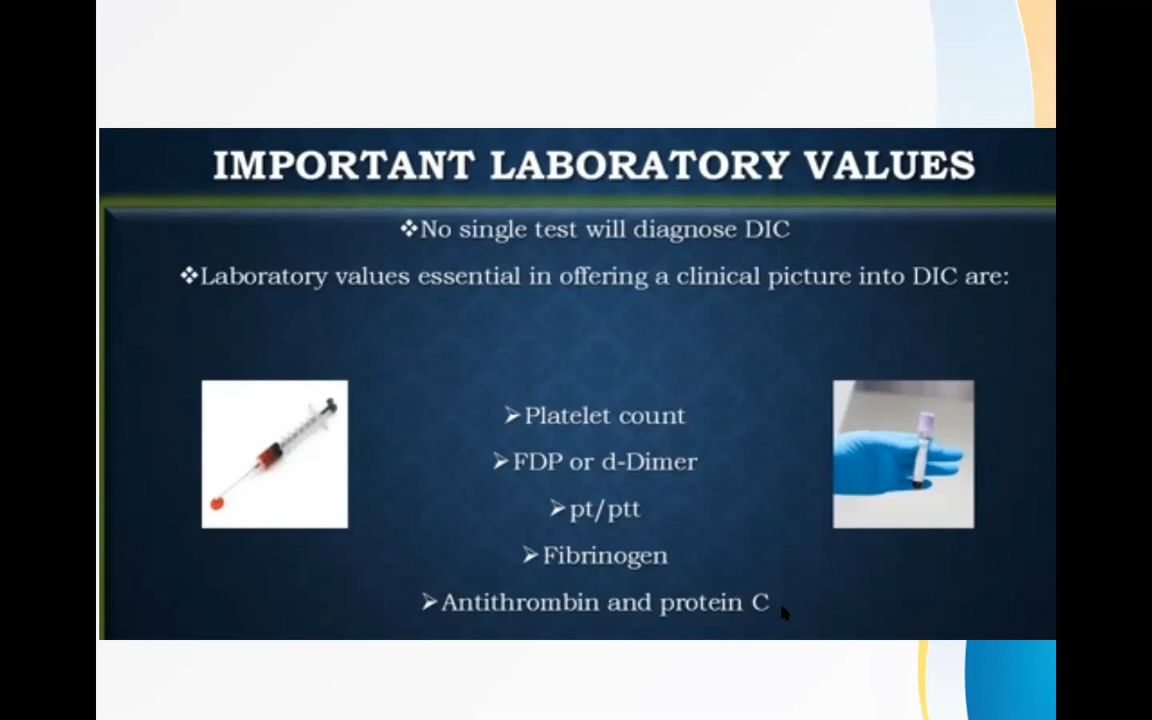 IMPORTANT LABORATORY VALUES
❖No single test will diagnose DIC
❖Laboratory values essential in offering a clinical picture into DIC are:
➢Platelet count
➢FDP or d-Dimer
➢pt/ptt
➢Fibrinogen
➢Antithrombin and protein C